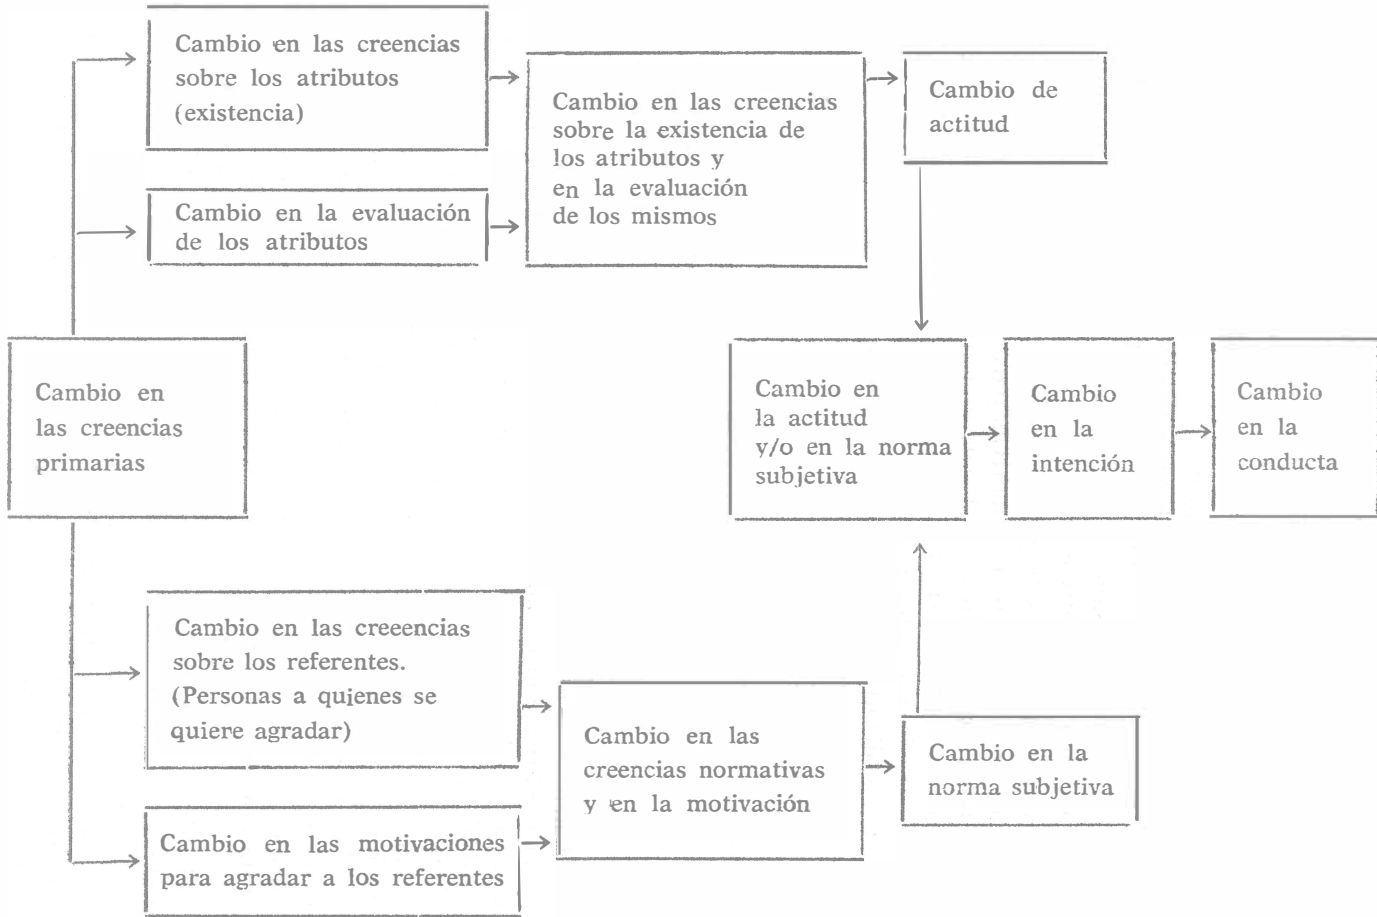 Cambio en las creencias
sobre los atributos
(existencia)
Cambio en la evaluación
de los atributos
Cambio en las creencias
sobre la existencia de
los atributos y
en la evaluación
de los mismos
Cambio de
actitud
Cambio en
las creencias
primarias
Cambio en
la actitud
y/o en la norma
subjetiva
Cambio
en la
intención
Cambio
en la
conducta
Cambio en las creeencias
sobre los referentes.
(Personas a quienes se
quiere agradar)
Cambio en las motivaciones
para agradar a los referentes
Cambio en las
creencias normativas
y en la motivación
Cambio en la
norma subjetiva